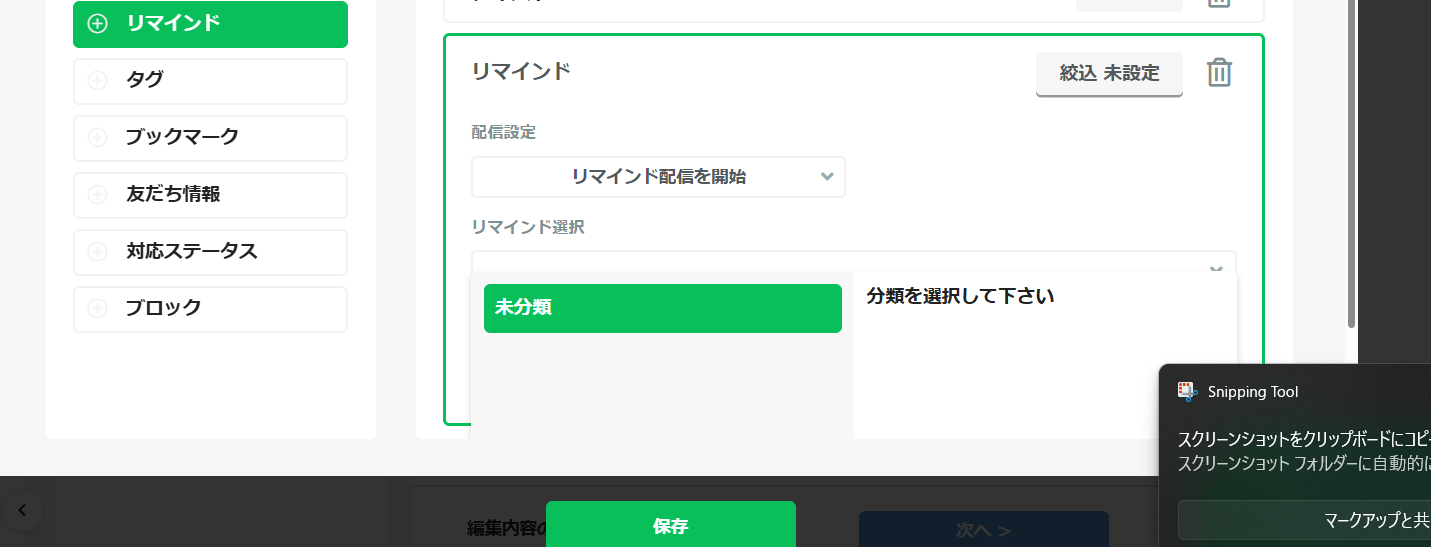 リマインド
タグ
ブックマーク
友だち情報
対応ステータス
ブロック
リマインド
絞込 未設定
配信設定
リマインド配信を開始
リマインド選択
未分類
分類を選択して下さい
Snipping Tool
スクリーンショットをクリップボードにコピ
スクリーンショット フォルダーに自動的に
マークアップと共
編集内容の
保存
次へ >